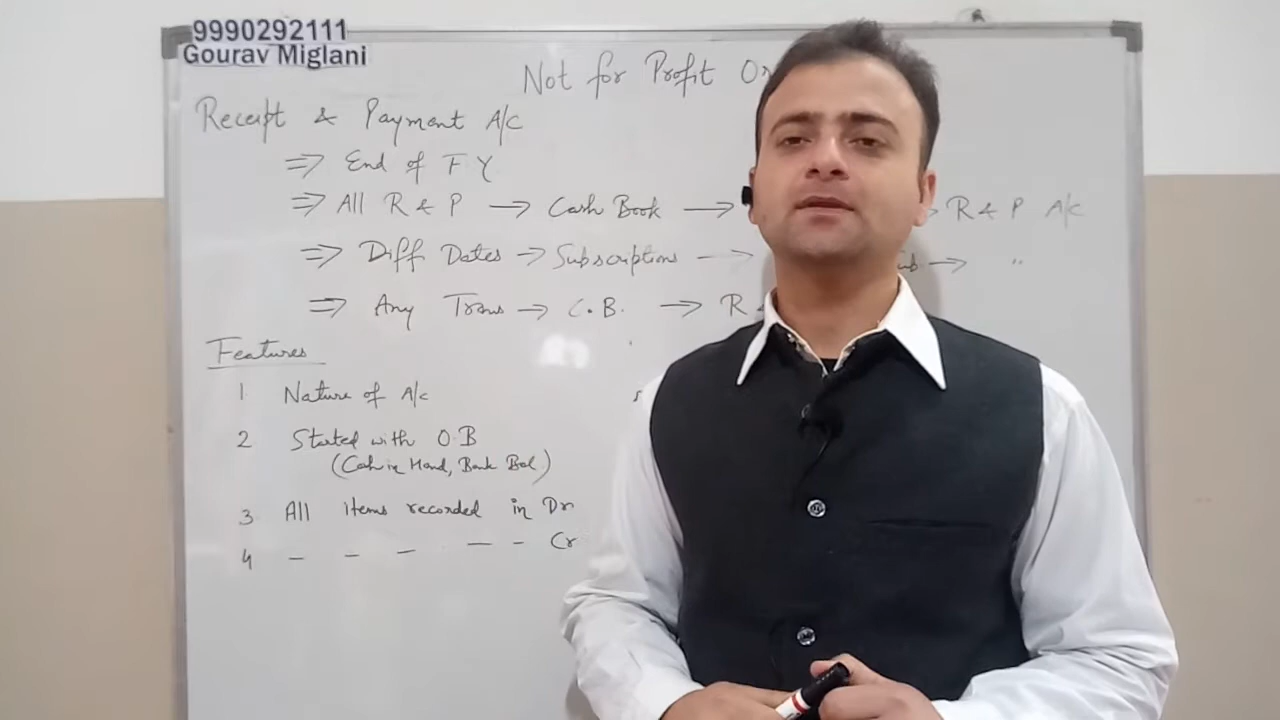 9990292111
Gourav Miglani
Not for Profit Or
Receipt & Payment A/c
⇒ End of F Y
⇒ All R & P → Cash Book → → R & P A/c
⇒ Diff Dates → Subscriptions → → "
⇒ Any Trans → C.B. → R
Features
1 Nature of A/c
2 Started with O.B
(Cash in Hand, Bank Bal)
3 All items recorded in Dr
4 – – – – – Cr